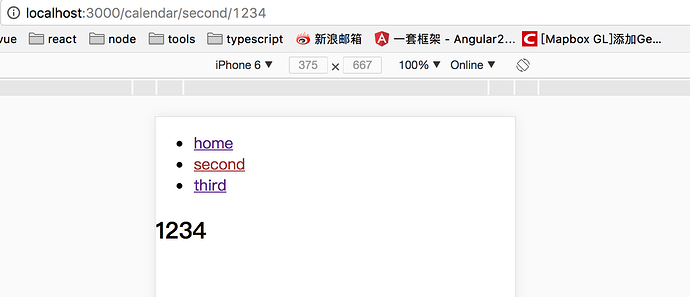 localhost:3000/calendar/second/1234
vue react node tools typescript 新浪邮箱 一套框架 - Angular2... [Mapbox GL]添加Ge...
iPhone 6 ▼ 375 × 667 100% ▼ Online ▼
• home
• second
• third
1234